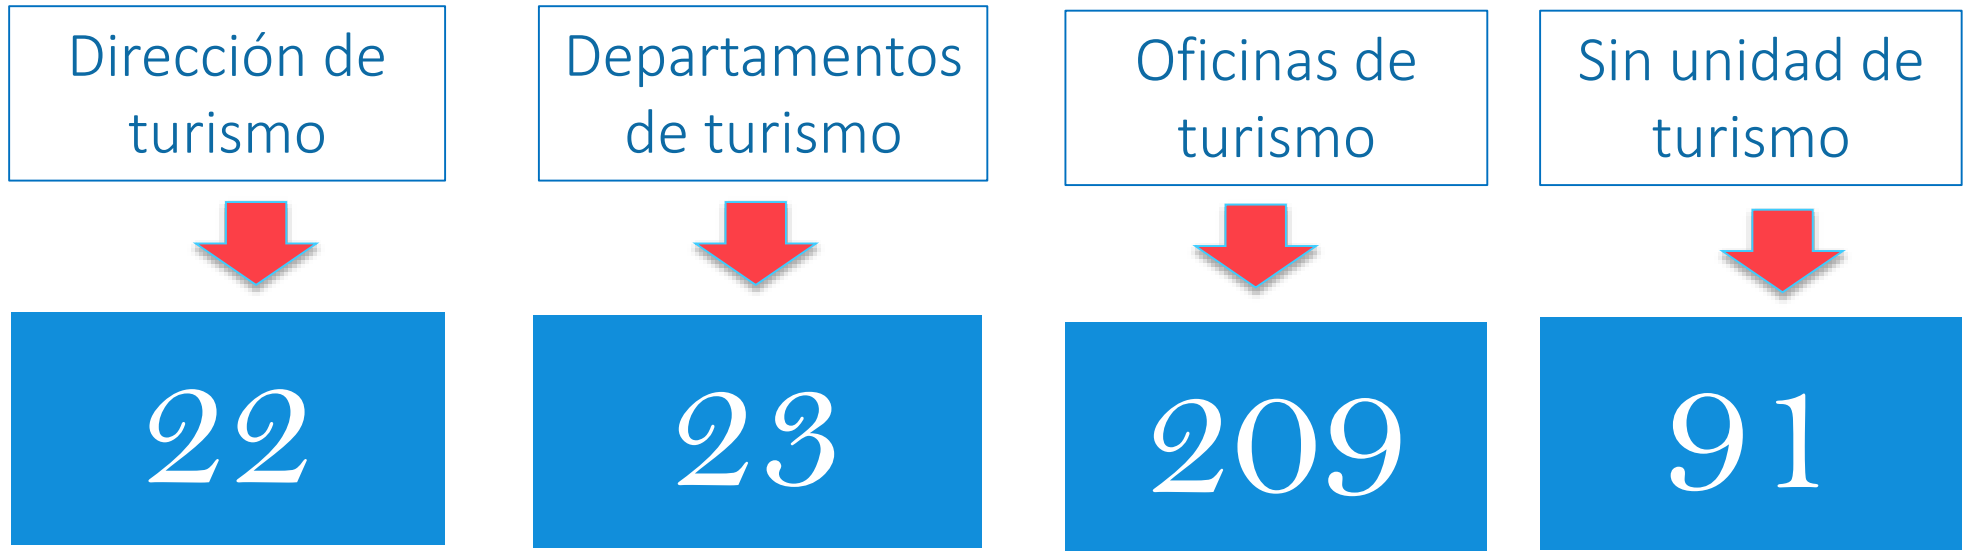 Dirección de
turismo
Departamentos
de turismo
Oficinas de
turismo
Sin unidad de
turismo
22
23
209
91